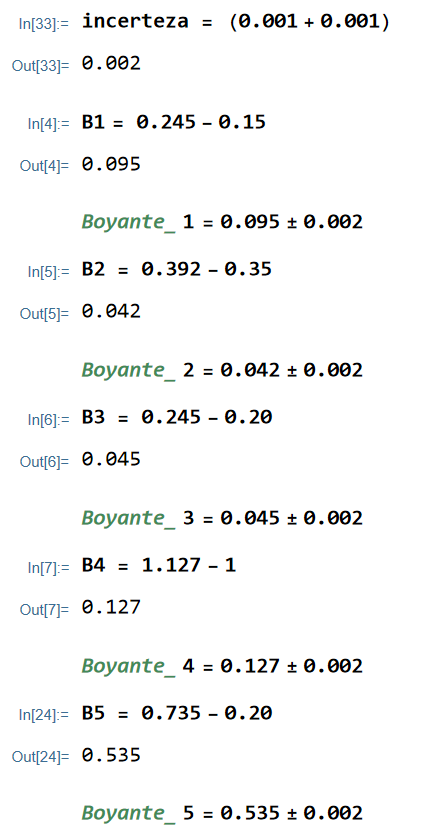 In[33]:= incerteza = (0.001 + 0.001)
Out[33]= 0.002
In[4]:= B1 = 0.245 - 0.15
Out[4]= 0.095
Boyante_ 1 = 0.095 ± 0.002
In[5]:= B2 = 0.392 - 0.35
Out[5]= 0.042
Boyante_ 2 = 0.042 ± 0.002
In[6]:= B3 = 0.245 - 0.20
Out[6]= 0.045
Boyante_ 3 = 0.045 ± 0.002
In[7]:= B4 = 1.127 - 1
Out[7]= 0.127
Boyante_ 4 = 0.127 ± 0.002
In[24]:= B5 = 0.735 - 0.20
Out[24]= 0.535
Boyante_ 5 = 0.535 ± 0.002